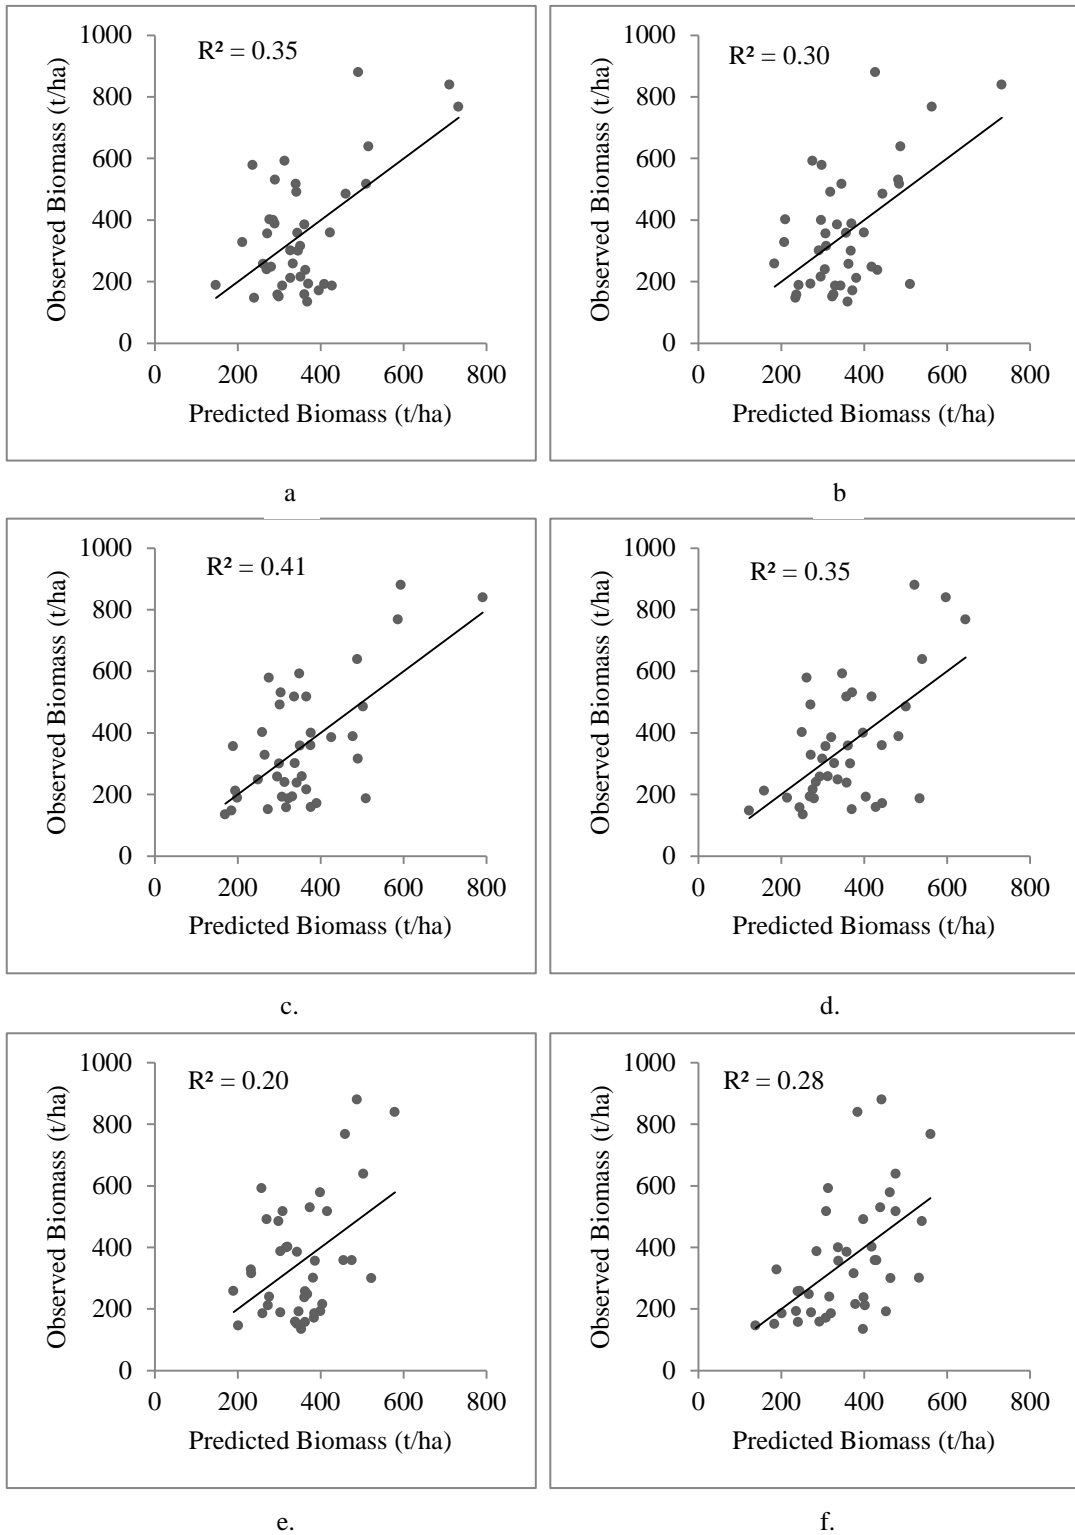 R² = 0.35
1000
800
600
400
200
0
0 200 400 600 800
Observed Biomass (t/ha)
Predicted Biomass (t/ha)
a
R² = 0.30
1000
800
600
400
200
0
0 200 400 600 800
Observed Biomass (t/ha)
Predicted Biomass (t/ha)
b
R² = 0.41
1000
800
600
400
200
0
0 200 400 600 800
Observed Biomass (t/ha)
Predicted Biomass (t/ha)
c.
R² = 0.35
1000
800
600
400
200
0
0 200 400 600 800
Observed Biomass (t/ha)
Predicted Biomass (t/ha)
d.
R² = 0.20
1000
800
600
400
200
0
0 200 400 600 800
Observed Biomass (t/ha)
Predicted Biomass (t/ha)
e.
R² = 0.28
1000
800
600
400
200
0
0 200 400 600 800
Observed Biomass (t/ha)
Predicted Biomass (t/ha)
f.